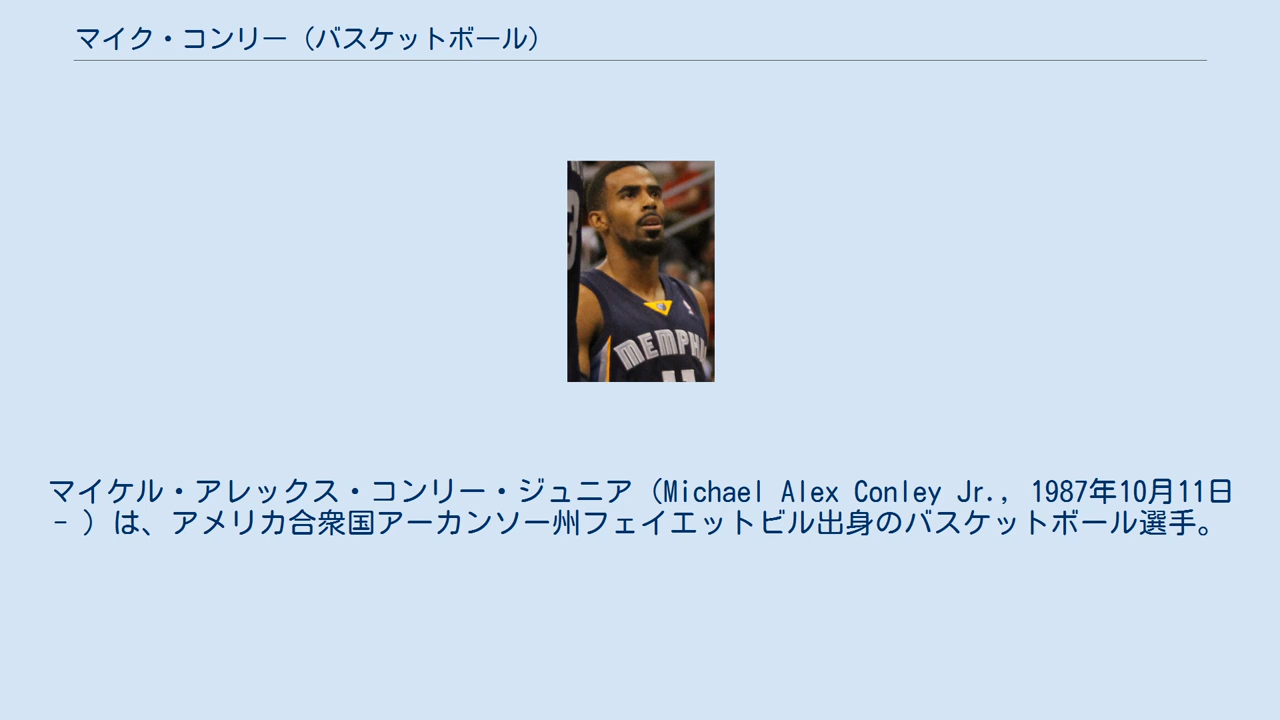 マイク・コンリー（バスケットボール）
MEMPHI
11
マイケル・アレックス・コンリー・ジュニア（Michael Alex Conley Jr., 1987年10月11日
- ）は、アメリカ合衆国アーカンソー州フェイエットビル出身のバスケットボール選手。